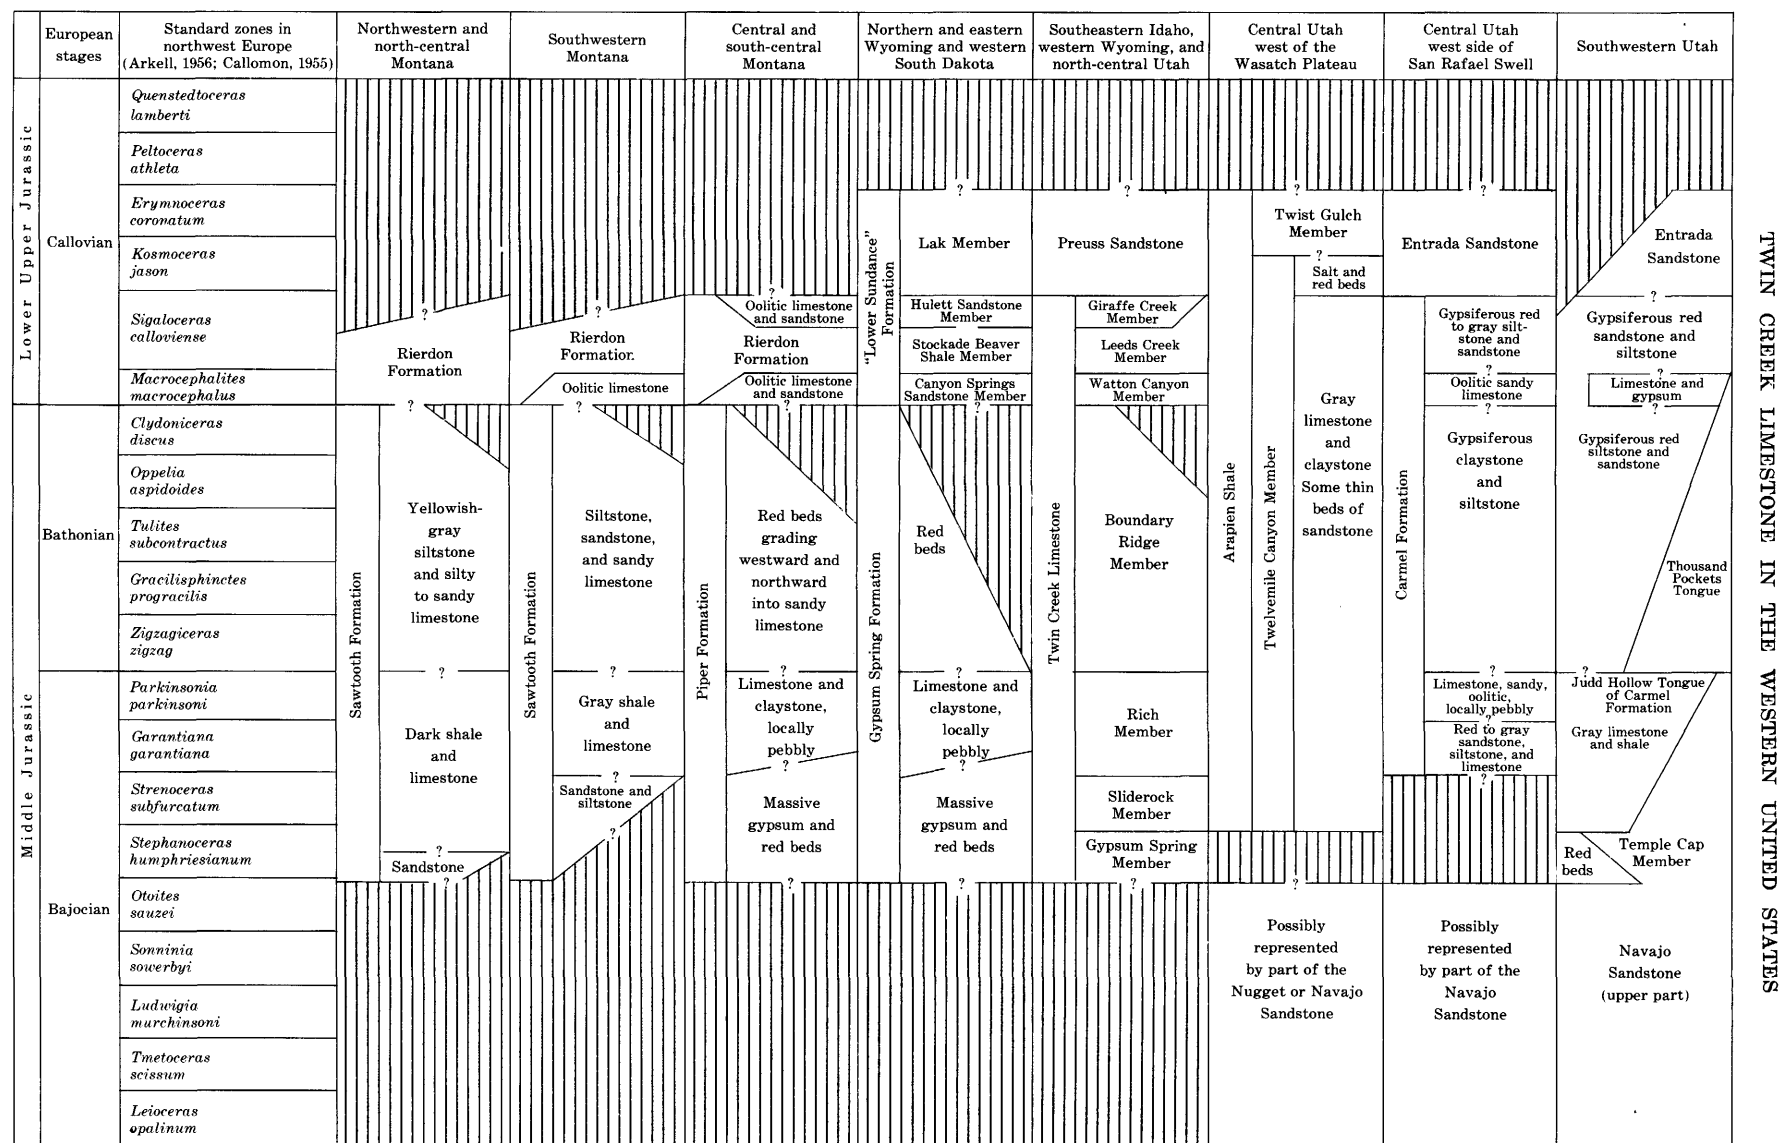 European
stages
Standard zones in
northwest Europe
(Arkell, 1956; Callomon, 1955)
Northwestern and
north-central
Montana
Southwestern
Montana
Central and
south-central
Montana
Northern and eastern
Wyoming and western
South Dakota
Southeastern Idaho,
western Wyoming, and
north-central Utah
Central Utah
west of the
Wasatch Plateau
Central Utah
west side of
San Rafael Swell
Southwestern Utah
Lower Upper Jurassic
Middle Jurassic
Callovian
Bathonian
Bajocian
Quenstedtoceras
lamberti
Peltoceras
athleta
Erymnoceras
coronatum
Kosmoceras
jason
Sigaloceras
calloviense
Macrocephalites
macrocephalus
Clydoniceras
discus
Oppelia
aspidoides
Tulites
subcontractus
Gracilisphinctes
progracilis
Zigzagiceras
zigzag
Parkinsonia
parkinsoni
Garantiana
garantiana
Strenoceras
subfurcatum
Stephanoceras
humphriesianum
Otoites
sauzei
Sonninia
sowerbyi
Ludwigia
murchinsoni
Tmetoceras
scissum
Leioceras
opalinum
?
Rierdon
Formation
?
Sawtooth Formation
Yellowish-
gray
siltstone
and silty
to sandy
limestone
?
Dark shale
and
limestone
?
Sandstone
?
?
Rierdon
Formation.
Oolitic limestone
?
Sawtooth Formation
Siltstone,
sandstone,
and sandy
limestone
?
Gray shale
and
limestone
?
Sandstone and
siltstone
?
?
Oolitic limestone
and sandstone
Rierdon
Formation
Oolitic limestone
and sandstone
?
Piper Formation
Red beds
grading
westward and
northward
into sandy
limestone
?
Limestone and
claystone,
locally
pebbly
?
Massive
gypsum and
red beds
?
?
"Lower Sundance"
Formation
Lak Member
Hulett Sandstone
Member
Stockade Beaver
Shale Member
Canyon Springs
Sandstone Member
?
Gypsum Spring Formation
Red
beds
?
Limestone and
claystone,
locally
pebbly
?
Massive
gypsum and
red beds
?
?
Preuss Sandstone
Giraffe Creek
Member
Leeds Creek
Member
Watton Canyon
Member
Twin Creek Limestone
Boundary
Ridge
Member
Rich
Member
Sliderock
Member
Gypsum Spring
Member
?
?
Arapien Shale
Twist Gulch
Member
?
Twelvemile Canyon Member
Salt and
red beds
Gray
limestone
and
claystone
Some thin
beds of
sandstone
?
Possibly
represented
by part of the
Nugget or Navajo
Sandstone
?
Entrada Sandstone
Carmel Formation
Gypsiferous red
to gray silt-
stone and
sandstone
?
Oolitic sandy
limestone
?
Gypsiferous
claystone
and
siltstone
?
Limestone, sandy,
oolitic,
locally pebbly
?
Red to gray
sandstone,
siltstone, and
limestone
?
Possibly
represented
by part of the
Navajo
Sandstone
Entrada
Sandstone
?
Gypsiferous red
sandstone and
siltstone
?
Limestone and
gypsum
?
Gypsiferous red
siltstone and
sandstone
Thousand
Pockets
Tongue
?
Judd Hollow Tongue
of Carmel
Formation
Gray limestone
and shale
Red
beds
Temple Cap
Member
Navajo
Sandstone
(upper part)
TWIN CREEK LIMESTONE IN THE WESTERN UNITED STATES